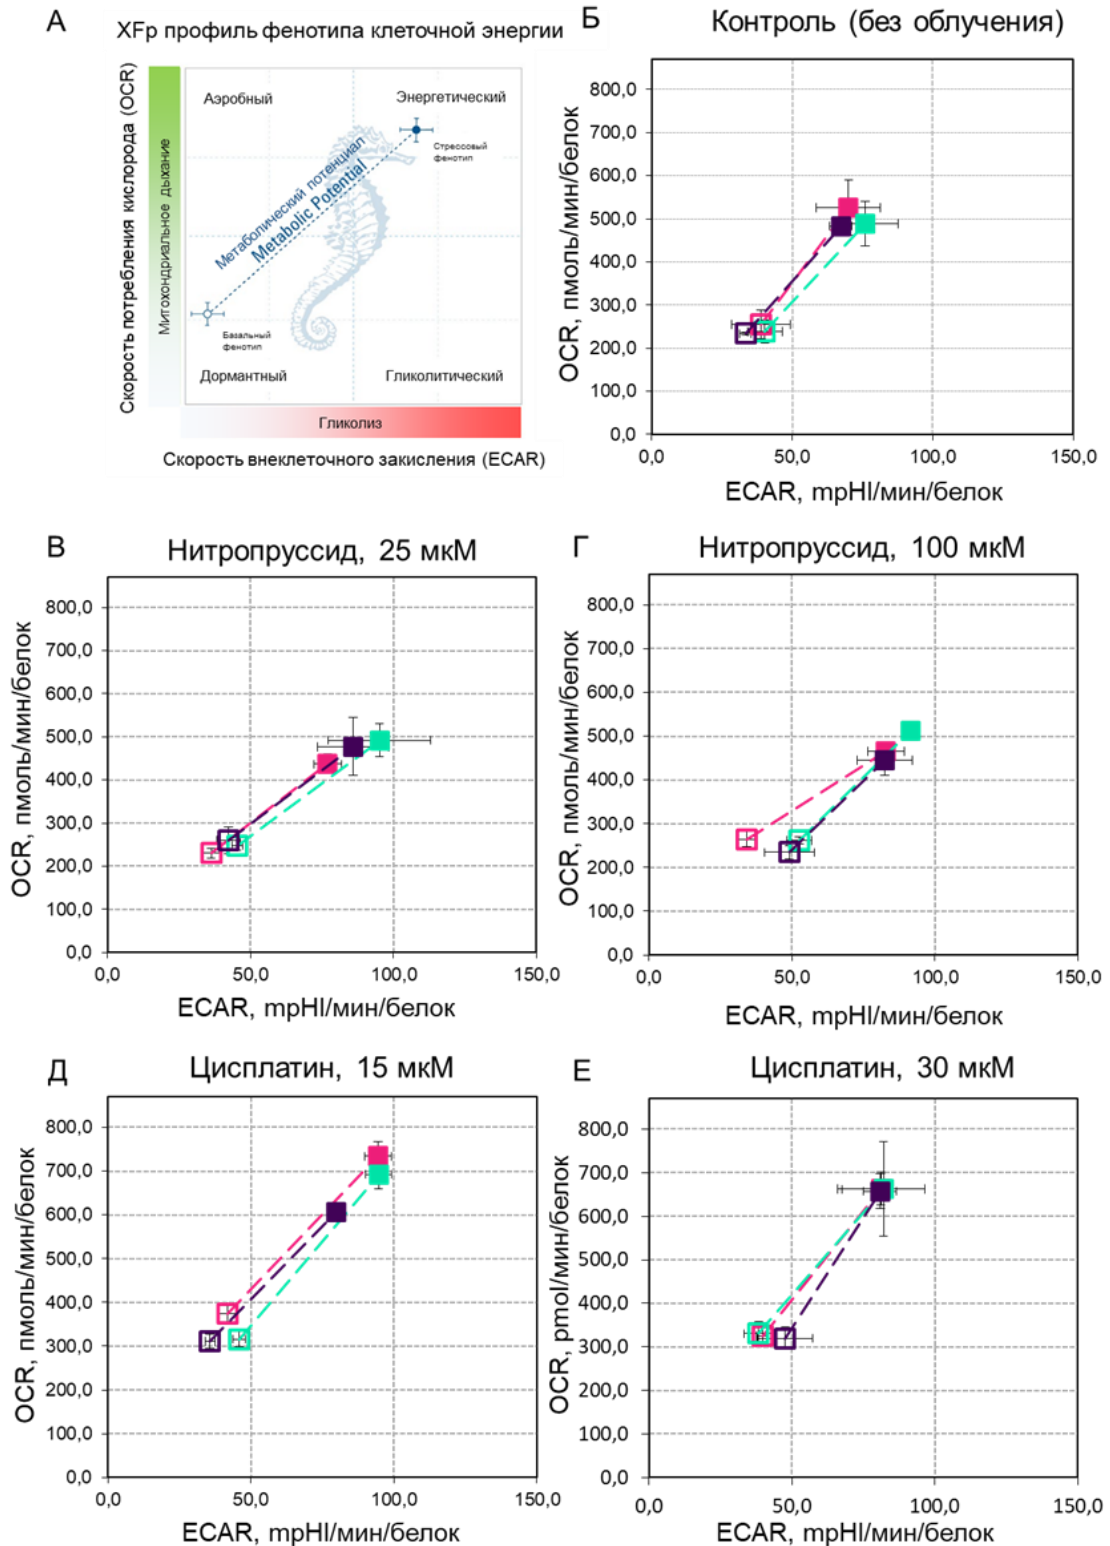 А
XFp профиль фенотипа клеточной энергии
Скорость потребления кислорода (OCR)
Митохондриальное дыхание
Аэробный
Энергетический
Стрессовый
фенотип
Метаболический потенциал
Metabolic Potential
Базальный
фенотип
Дормантный
Гликолитический
Гликолиз
Скорость внеклеточного закисления (ECAR)
Б
Контроль (без облучения)
OCR, пмоль/мин/белок
800,0
700,0
600,0
500,0
400,0
300,0
200,0
100,0
0,0
0,0 50,0 100,0 150,0
ECAR, mpHI/мин/белок
В
Нитропруссид, 25 мкМ
OCR, пмоль/мин/белок
800,0
700,0
600,0
500,0
400,0
300,0
200,0
100,0
0,0
0,0 50,0 100,0 150,0
ECAR, mpHI/мин/белок
Г
Нитропруссид, 100 мкМ
OCR, пмоль/мин/белок
800,0
700,0
600,0
500,0
400,0
300,0
200,0
100,0
0,0
0,0 50,0 100,0 150,0
ECAR, mpHI/мин/белок
Д
Цисплатин, 15 мкМ
OCR, пмоль/мин/белок
800,0
700,0
600,0
500,0
400,0
300,0
200,0
100,0
0,0
0,0 50,0 100,0 150,0
ECAR, mpHI/мин/белок
Е
Цисплатин, 30 мкМ
OCR, pmol/мин/белок
800,0
700,0
600,0
500,0
400,0
300,0
200,0
100,0
0,0
0,0 50,0 100,0 150,0
ECAR, mpHI/мин/белок